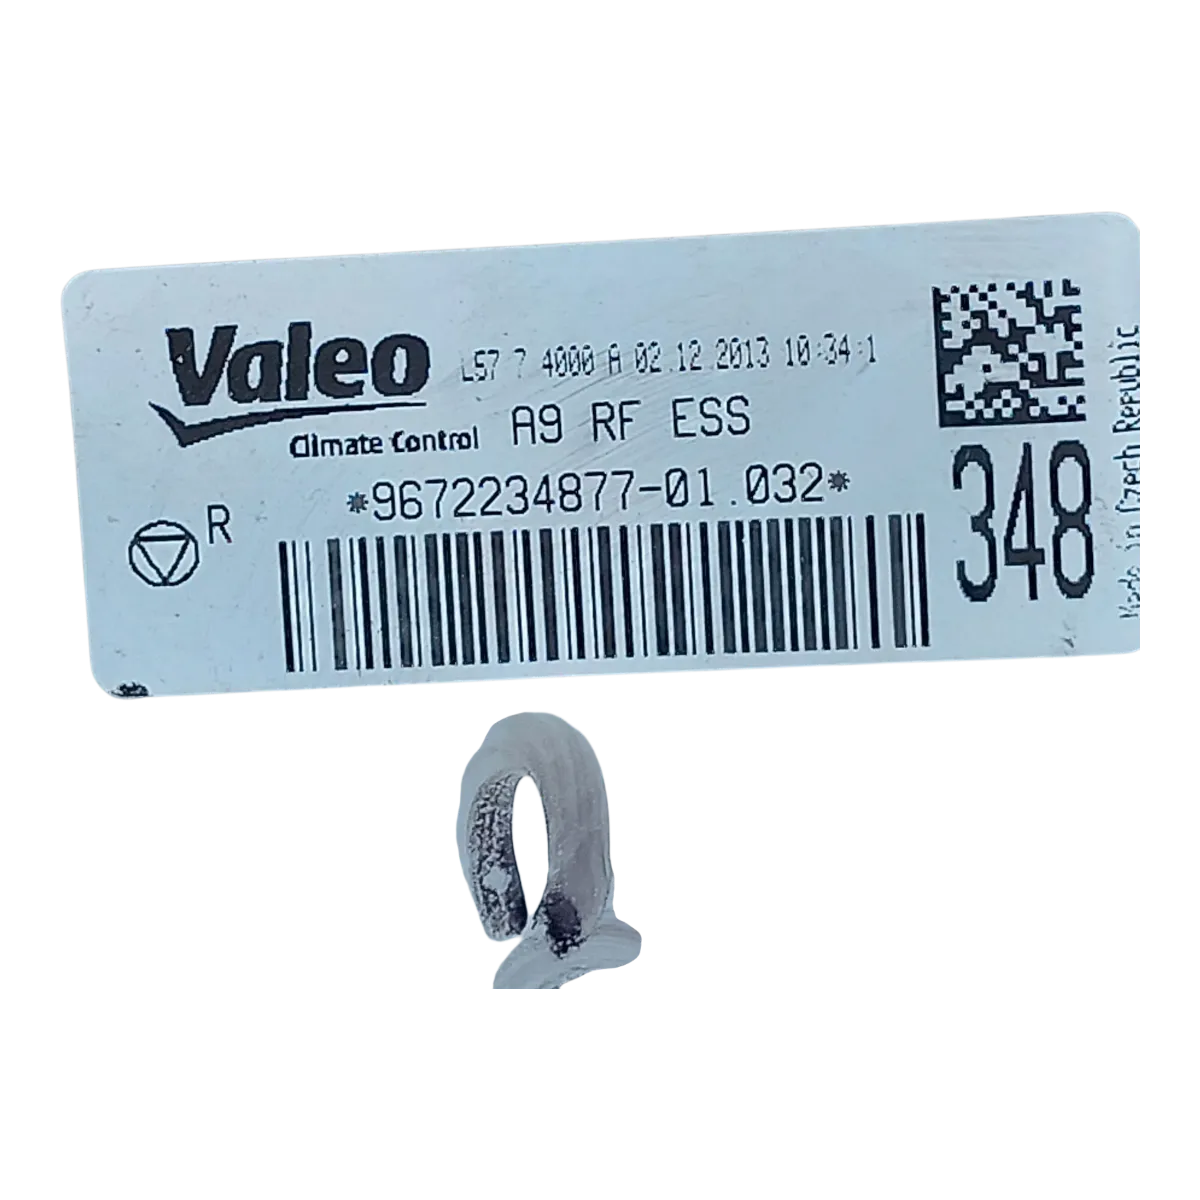 Valeo
L57 7 4000 A 02.12.2013 10:34:1
Climate Control
A9 RF ESS
*9672234877-01.032*
R
348
Made in Czech Republic